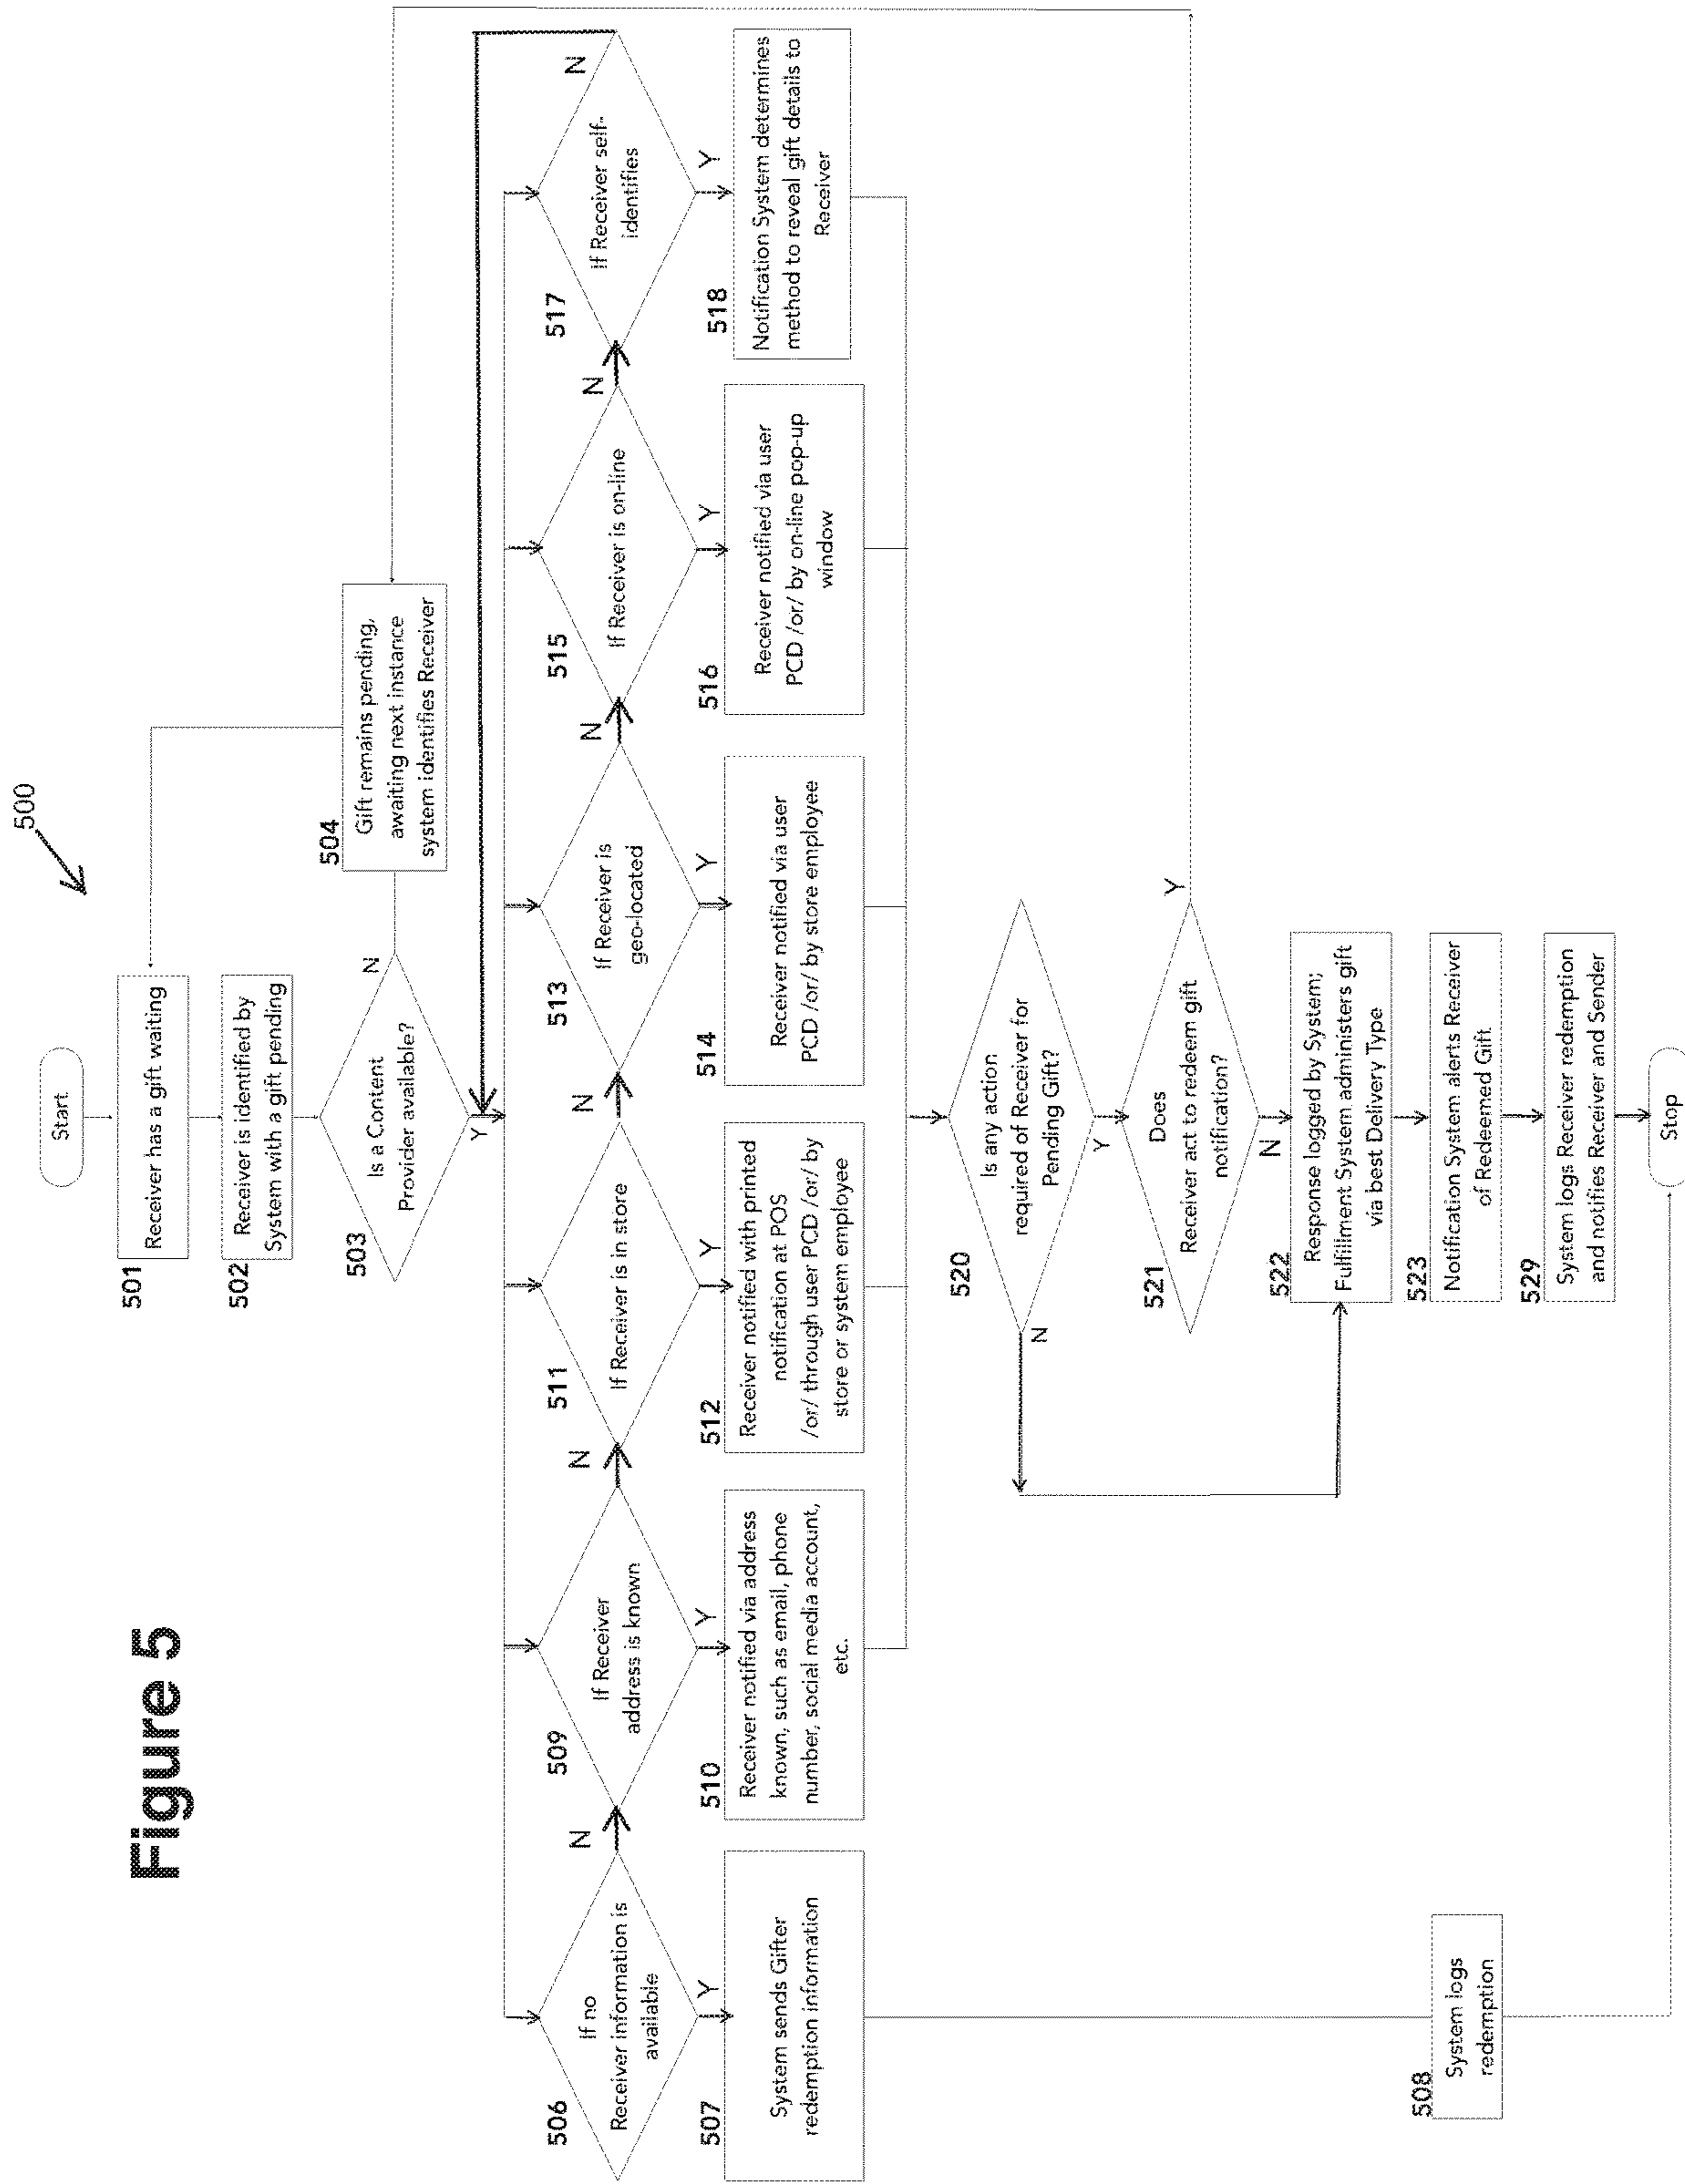 Figure 5
500
Start
501
Receiver has a gift waiting
502
Receiver is identified by
System with a gift pending
503
Is a Content
Provider available?
N
Y
504
Gift remains pending,
awaiting next instance
system identifies Receiver
506
If no
Receiver information is
available
N
Y
509
If Receiver
address is known
N
Y
511
If Receiver is in store
N
Y
513
If Receiver is
geo-located
N
Y
515
If Receiver is on-line
N
Y
517
If Receiver self-
identifies
N
Y
507
System sends Gifter
redemption information
510
Receiver notified via address
known, such as email, phone
number, social media account,
etc.
512
Receiver notified with printed
notification at POS
/or/ through user PCD /or/ by
store or system employee
514
Receiver notified via user
PCD /or/ by store employee
516
Receiver notified via user
PCD /or/ by on-line pop-up
window
518
Notification System determines
method to reveal gift details to
Receiver
520
Is any action
required of Receiver for
Pending Gift?
N
Y
521
Does
Receiver act to redeem gift
notification?
Y
N
522
Response logged by System;
Fulfillment System administers gift
via best Delivery Type
523
Notification System alerts Receiver
of Redeemed Gift
508
System logs
redemption
529
System logs Receiver redemption
and notifies Receiver and Sender
Stop